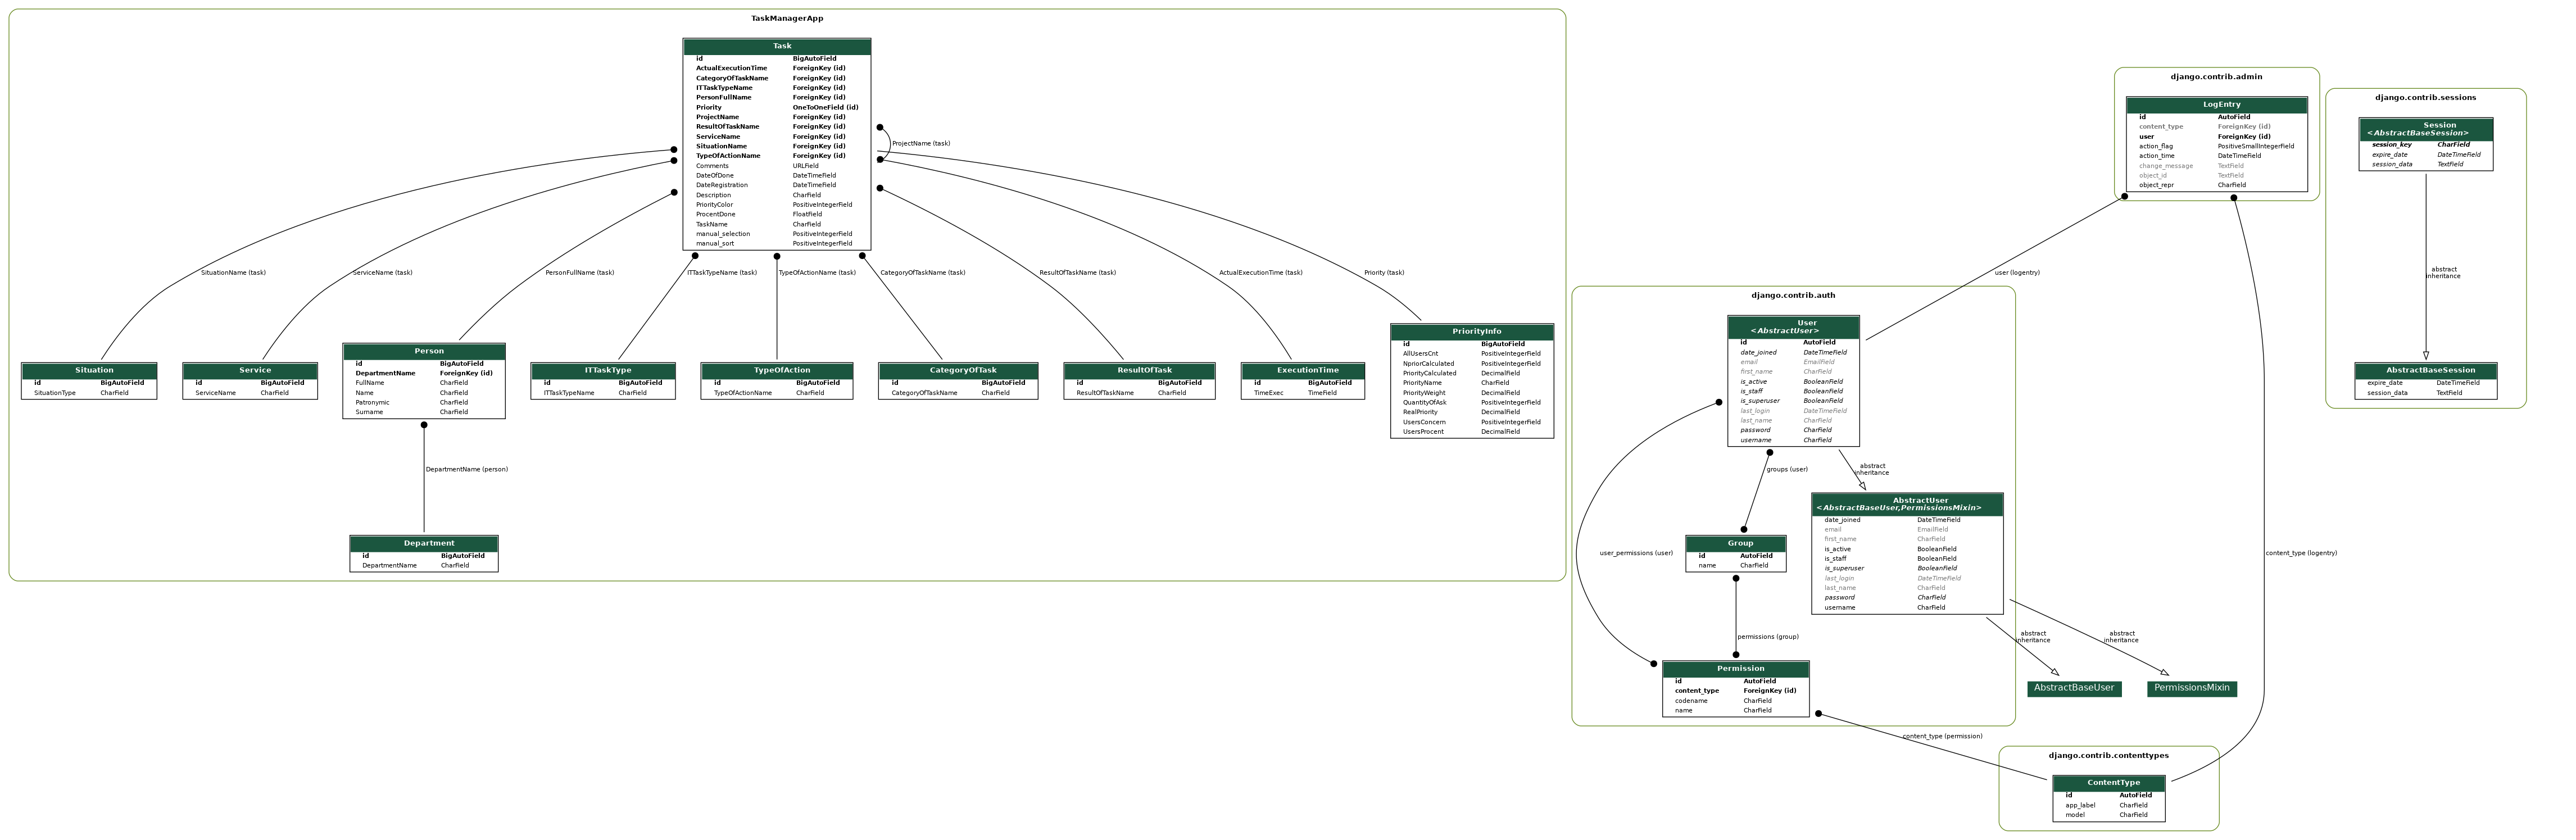 TaskManagerApp
Task
id BigAutoField
ActualExecutionTime ForeignKey (id)
CategoryOfTaskName ForeignKey (id)
ITTaskTypeName ForeignKey (id)
PersonFullName ForeignKey (id)
Priority OneToOneField (id)
ProjectName ForeignKey (id)
ResultOfTaskName ForeignKey (id)
ServiceName ForeignKey (id)
SituationName ForeignKey (id)
TypeOfActionName ForeignKey (id)
Comments URLField
DateOfDone DateTimeField
DateRegistration DateTimeField
Description CharField
PriorityColor PositiveIntegerField
ProcentDone FloatField
TaskName CharField
manual_selection PositiveIntegerField
manual_sort PositiveIntegerField
ProjectName (task)
SituationName (task)
ServiceName (task)
PersonFullName (task)
ITTaskTypeName (task)
TypeOfActionName (task)
CategoryOfTaskName (task)
ResultOfTaskName (task)
ActualExecutionTime (task)
Priority (task)
Situation
id BigAutoField
SituationType CharField
Service
id BigAutoField
ServiceName CharField
Person
id BigAutoField
DepartmentName ForeignKey (id)
FullName CharField
Name CharField
Patronymic CharField
Surname CharField
ITTaskType
id BigAutoField
ITTaskTypeName CharField
TypeOfAction
id BigAutoField
TypeOfActionName CharField
CategoryOfTask
id BigAutoField
CategoryOfTaskName CharField
ResultOfTask
id BigAutoField
ResultOfTaskName CharField
ExecutionTime
id BigAutoField
TimeExec TimeField
PriorityInfo
id BigAutoField
AllUsersCnt PositiveIntegerField
NpriorCalculated PositiveIntegerField
PriorityCalculated DecimalField
PriorityName CharField
PriorityWeight DecimalField
QuantityOfAsk PositiveIntegerField
RealPriority DecimalField
UsersConcern PositiveIntegerField
UsersProcent DecimalField
DepartmentName (person)
Department
id BigAutoField
DepartmentName CharField
django.contrib.admin
LogEntry
id AutoField
content_type ForeignKey (id)
user ForeignKey (id)
action_flag PositiveSmallIntegerField
action_time DateTimeField
change_message TextField
object_id TextField
object_repr CharField
user (logentry)
content_type (logentry)
django.contrib.sessions
Session
<AbstractBaseSession>
session_key CharField
expire_date DateTimeField
session_data TextField
abstract
inheritance
AbstractBaseSession
expire_date DateTimeField
session_data TextField
django.contrib.auth
User
<AbstractUser>
id AutoField
date_joined DateTimeField
email EmailField
first_name CharField
is_active BooleanField
is_staff BooleanField
is_superuser BooleanField
last_login DateTimeField
last_name CharField
password CharField
username CharField
groups (user)
abstract
inheritance
user_permissions (user)
Group
id AutoField
name CharField
AbstractUser
<AbstractBaseUser,PermissionsMixin>
date_joined DateTimeField
email EmailField
first_name CharField
is_active BooleanField
is_staff BooleanField
is_superuser BooleanField
last_login DateTimeField
last_name CharField
password CharField
username CharField
permissions (group)
abstract
inheritance
abstract
inheritance
Permission
id AutoField
content_type ForeignKey (id)
codename CharField
name CharField
AbstractBaseUser
PermissionsMixin
content_type (permission)
django.contrib.contenttypes
ContentType
id AutoField
app_label CharField
model CharField